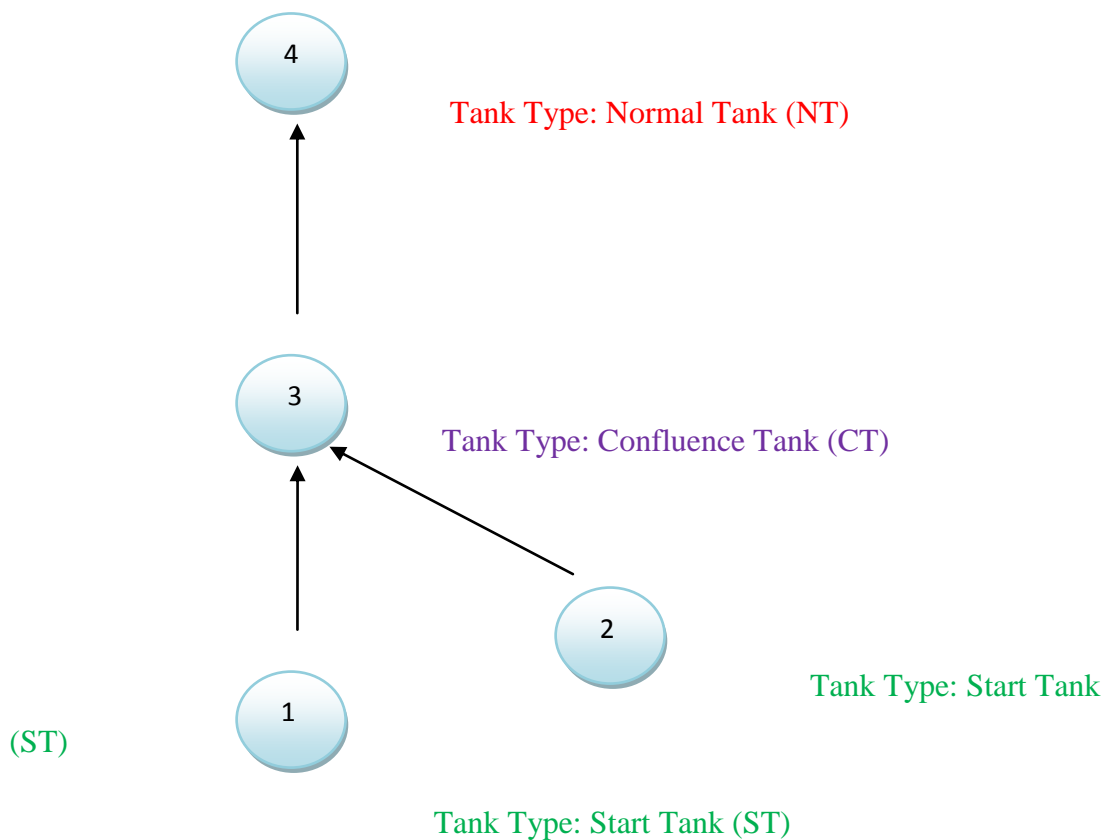 4
Tank Type: Normal Tank (NT)
3
Tank Type: Confluence Tank (CT)
2
Tank Type: Start Tank
1
(ST)
Tank Type: Start Tank (ST)